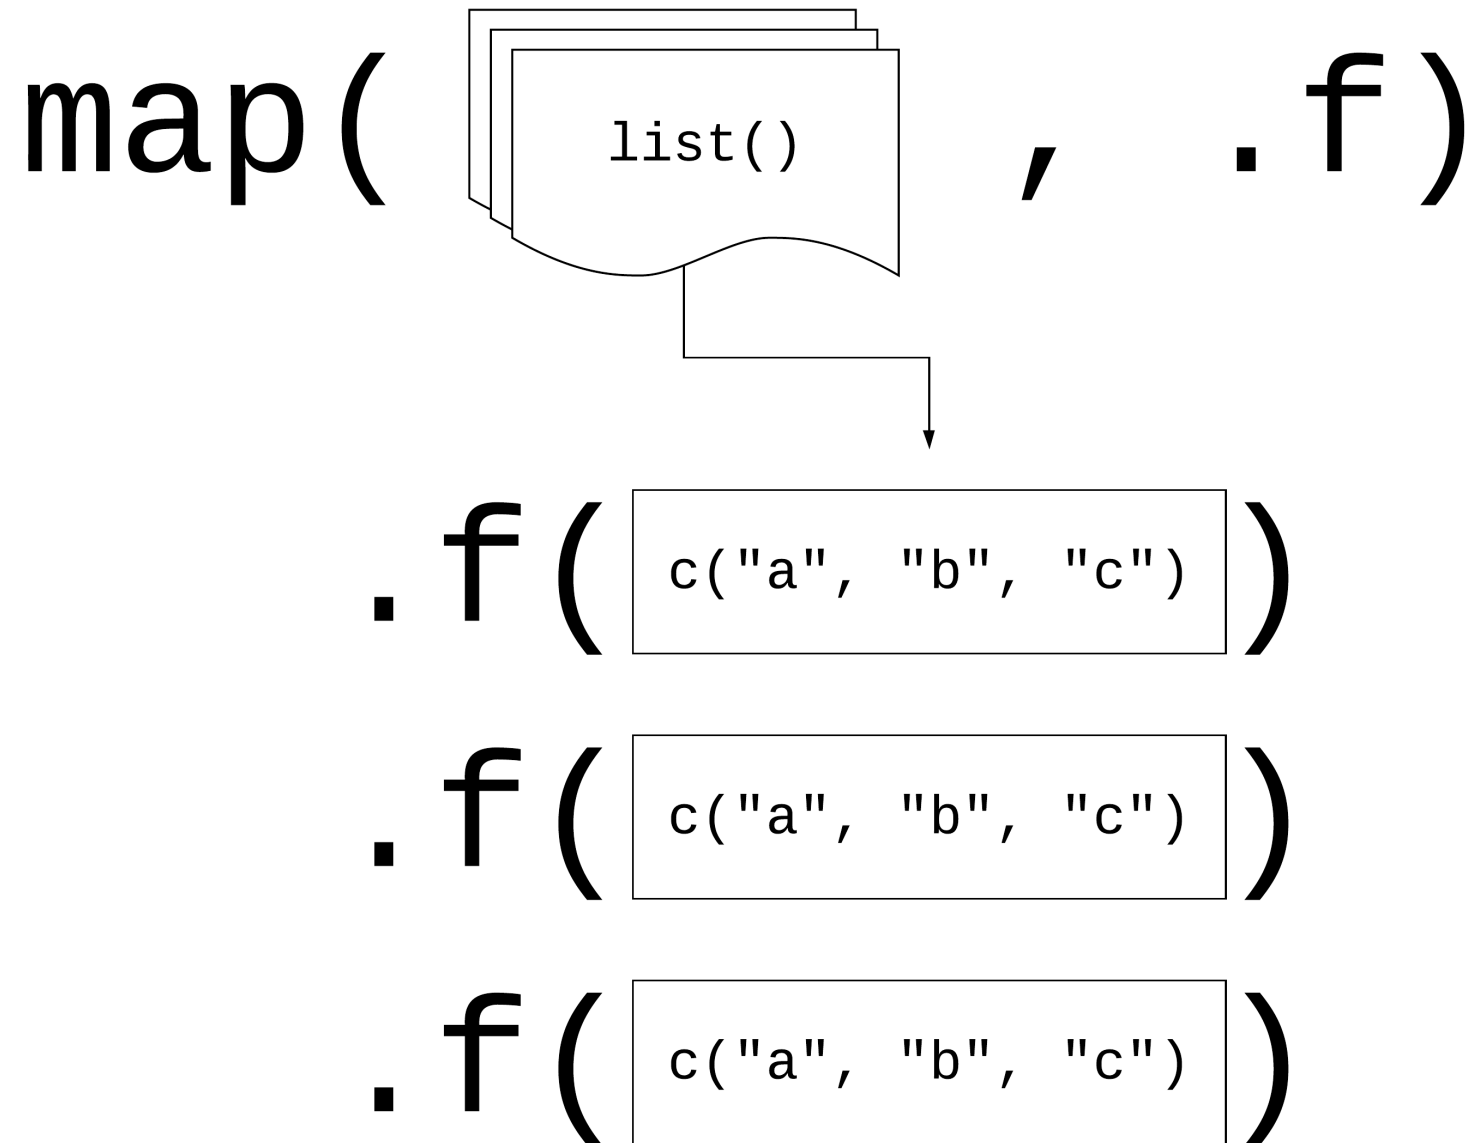 map( list() , .f)
.f( c("a", "b", "c") )
.f( c("a", "b", "c") )
.f( c("a", "b", "c") )